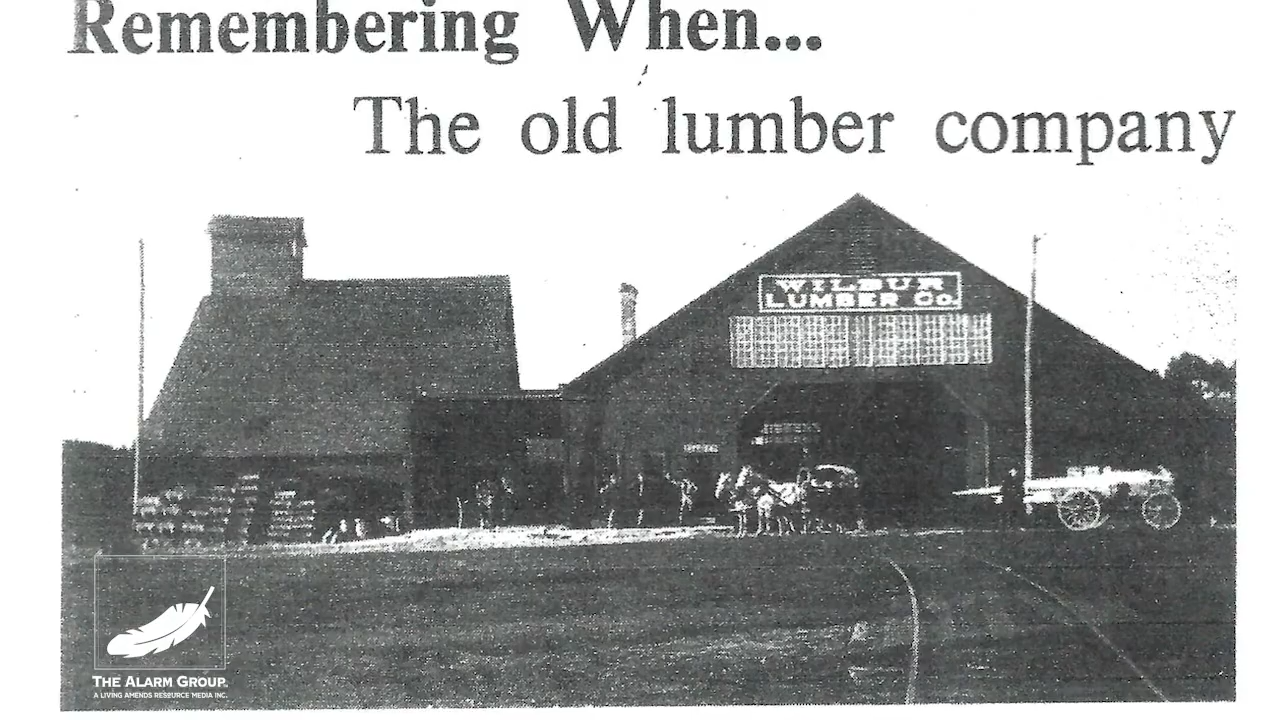 Remembering When...
The old lumber company
WILBUR
LUMBER Co.
THE ALARM GROUP.
A LIVING AMENDS RESOURCE MEDIA INC.